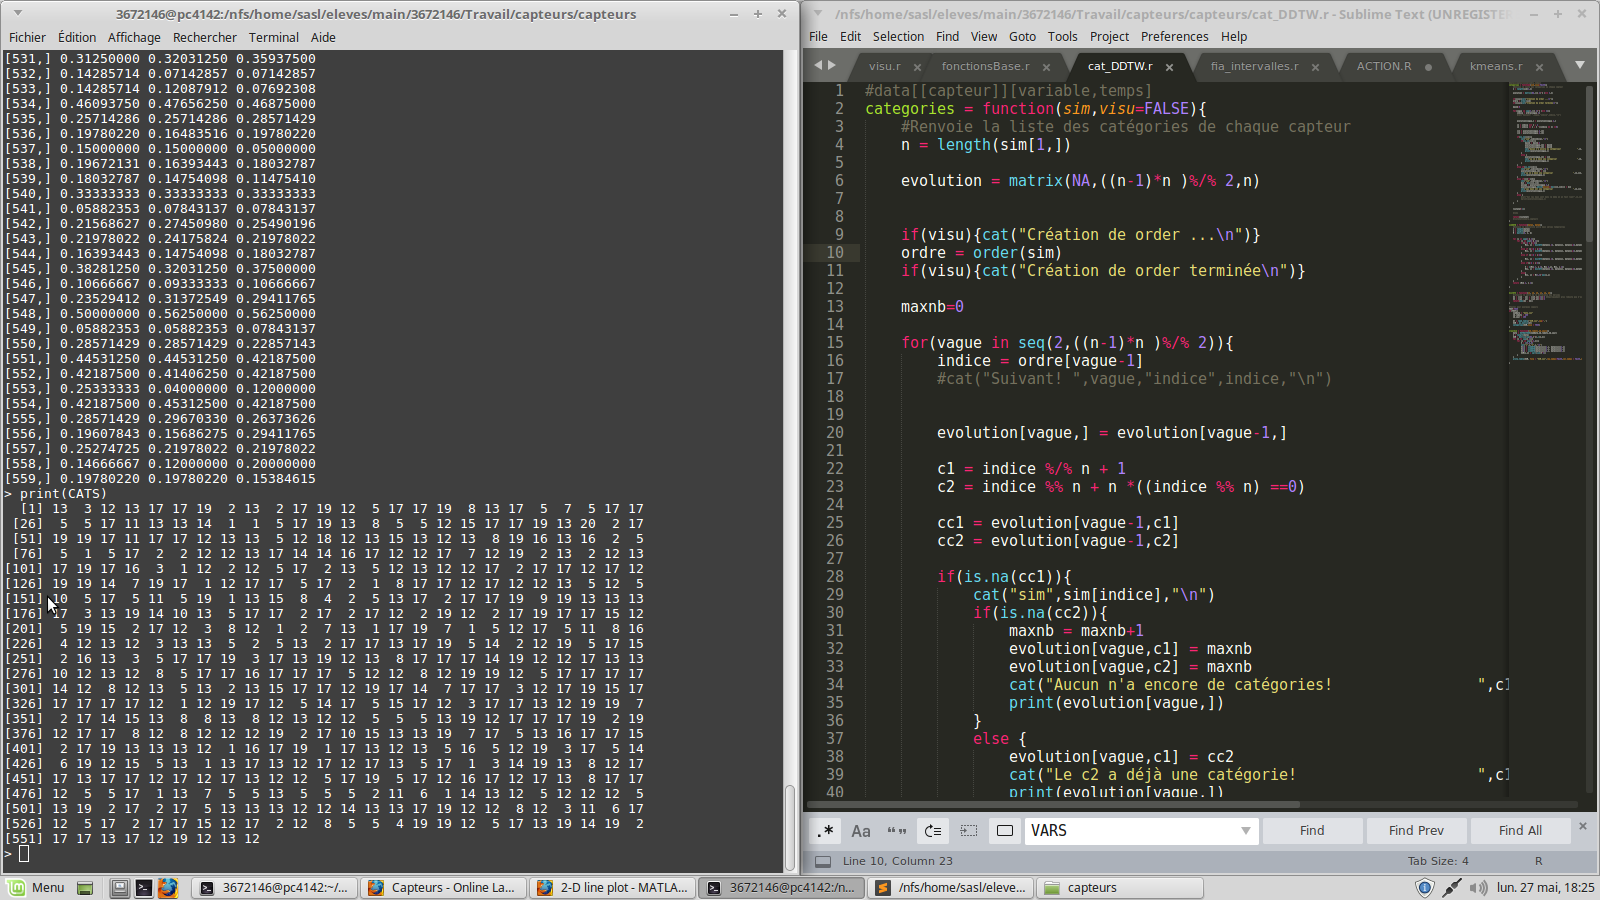 3672146@pc4142:/nfs/home/sasl/eleves/main/3672146/Travail/capteurs/capteurs
Fichier Édition Affichage Rechercher Terminal Aide
[531,] 0.31250000 0.32031250 0.35937500
[532,] 0.14285714 0.07142857 0.07142857
[533,] 0.14285714 0.12087912 0.07692308
[534,] 0.46093750 0.47656250 0.46875000
[535,] 0.25714286 0.25714286 0.28571429
[536,] 0.19780220 0.16483516 0.19780220
[537,] 0.15000000 0.15000000 0.05000000
[538,] 0.19672131 0.16393443 0.18032787
[539,] 0.18032787 0.14754098 0.11475410
[540,] 0.33333333 0.33333333 0.33333333
[541,] 0.05882353 0.07843137 0.07843137
[542,] 0.21568627 0.27450980 0.25490196
[543,] 0.21978022 0.24175824 0.21978022
[544,] 0.16393443 0.14754098 0.18032787
[545,] 0.38281250 0.32031250 0.37500000
[546,] 0.10666667 0.09333333 0.10666667
[547,] 0.23529412 0.31372549 0.29411765
[548,] 0.50000000 0.56250000 0.56250000
[549,] 0.05882353 0.05882353 0.07843137
[550,] 0.28571429 0.28571429 0.22857143
[551,] 0.44531250 0.44531250 0.42187500
[552,] 0.42187500 0.41406250 0.42187500
[553,] 0.25333333 0.04000000 0.12000000
[554,] 0.42187500 0.45312500 0.42187500
[555,] 0.28571429 0.29670330 0.26373626
[556,] 0.19607843 0.15686275 0.29411765
[557,] 0.25274725 0.21978022 0.21978022
[558,] 0.14666667 0.12000000 0.20000000
[559,] 0.19780220 0.19780220 0.15384615
> print(CATS)
[1] 13 3 12 13 17 17 19 2 13 2 17 19 12 5 17 17 19 8 13 17 5 7 5 17 17
[26] 5 5 17 11 13 13 14 1 1 5 17 19 13 8 5 5 12 15 17 17 19 13 20 2 17
[51] 19 19 17 11 17 17 12 13 13 5 12 18 12 13 15 13 12 13 8 19 16 13 16 2 5
[76] 5 1 5 17 2 2 12 12 13 17 14 14 16 17 12 12 17 7 12 19 2 13 2 12 13
[101] 17 19 17 16 3 1 12 2 12 5 17 2 13 5 12 13 12 12 17 2 17 17 12 17 12
[126] 19 19 14 7 19 17 1 12 17 17 5 17 2 1 8 17 17 12 17 12 12 13 5 12 5
[151] 10 5 17 5 11 5 19 1 13 15 8 4 2 5 13 17 2 17 17 19 9 19 13 13 13
[176] 17 3 13 19 14 10 13 5 17 17 2 17 2 17 12 2 19 12 2 17 19 17 17 15 12
[201] 5 19 15 2 17 12 3 8 12 1 2 7 13 1 17 19 7 1 5 12 17 5 11 8 16
[226] 4 12 13 12 3 13 13 5 2 5 13 2 17 17 13 17 19 5 14 2 12 19 5 17 15
[251] 2 16 13 3 5 17 17 19 3 17 13 19 12 13 8 17 17 17 14 19 12 12 17 13 13
[276] 10 12 13 12 8 5 17 17 16 17 17 17 5 12 12 8 12 19 19 12 5 17 17 17 17
[301] 14 12 8 12 13 5 13 2 13 15 17 17 12 19 17 14 7 17 17 3 12 17 19 15 17
[326] 17 17 17 17 12 1 12 19 17 12 5 14 17 5 15 17 12 3 17 17 13 12 19 19 7
[351] 2 17 14 15 13 8 8 13 8 12 13 12 12 5 5 5 13 19 12 17 17 17 19 2 19
[376] 12 17 17 8 12 8 12 12 12 19 2 17 10 15 13 13 19 7 17 5 13 16 17 17 15
[401] 2 17 19 13 13 13 12 1 16 17 19 1 17 13 12 13 5 16 5 12 19 3 17 5 14
[426] 6 19 12 15 5 13 1 13 17 13 12 17 12 17 13 5 17 1 3 14 19 13 8 12 17
[451] 17 13 17 17 12 17 12 17 13 12 12 5 17 19 5 17 12 16 17 12 17 13 8 17 17
[476] 12 5 5 17 1 13 7 5 5 13 5 5 5 2 11 6 1 14 13 12 5 12 12 12 5
[501] 13 19 2 17 2 17 5 13 13 13 12 12 14 13 13 17 19 12 12 8 12 3 11 6 17
[526] 12 5 17 2 17 17 15 12 17 2 12 8 5 5 4 19 19 12 5 17 13 19 14 19 2
[551] 17 17 13 17 12 19 12 13 12
>
/nfs/home/sasl/eleves/main/3672146/Travail/capteurs/capteurs/cat_DDTW.r - Sublime Text (UNREGISTER
File Edit Selection Find View Goto Tools Project Preferences Help
visu.r fonctionsBase.r cat_DDTW.r fia_intervalles.r ACTION.R kmeans.r
1 #data[[capteur]][variable,temps]
2 categories = function(sim,visu=FALSE){
3 #Renvoie la liste des catégories de chaque capteur
4 n = length(sim[1,])
5
6 evolution = matrix(NA,((n-1)*n )%/% 2,n)
7
8
9 if(visu){cat("Création de order ...\n")}
10 ordre = order(sim)
11 if(visu){cat("Création de order terminée\n")}
12
13 maxnb=0
14
15 for(vague in seq(2,((n-1)*n )%/% 2)){
16 indice = ordre[vague-1]
17 #cat("Suivant! ",vague,"indice",indice,"\n")
18
19
20 evolution[vague,] = evolution[vague-1,]
21
22 c1 = indice %/% n + 1
23 c2 = indice %% n + n *((indice %% n) ==0)
24
25 cc1 = evolution[vague-1,c1]
26 cc2 = evolution[vague-1,c2]
27
28 if(is.na(cc1)){
29 cat("sim",sim[indice],"\n")
30 if(is.na(cc2)){
31 maxnb = maxnb+1
32 evolution[vague,c1] = maxnb
33 evolution[vague,c2] = maxnb
34 cat("Aucun n'a encore de catégories! ",c1
35 print(evolution[vague,])
36 }
37 else {
38 evolution[vague,c1] = cc2
39 cat("Le c2 a déjà une catégorie! ",c1
40 print(evolution[vague,])
.* Aa “” VARS Find Find Prev Find All
Line 10, Column 23 Tab Size: 4 R
Menu 3672146@pc4142:~/... Capteurs - Online La... 2-D line plot - MATLA... 3672146@pc4142:/n... /nfs/home/sasl/eleve... capteurs lun. 27 mai, 18:25